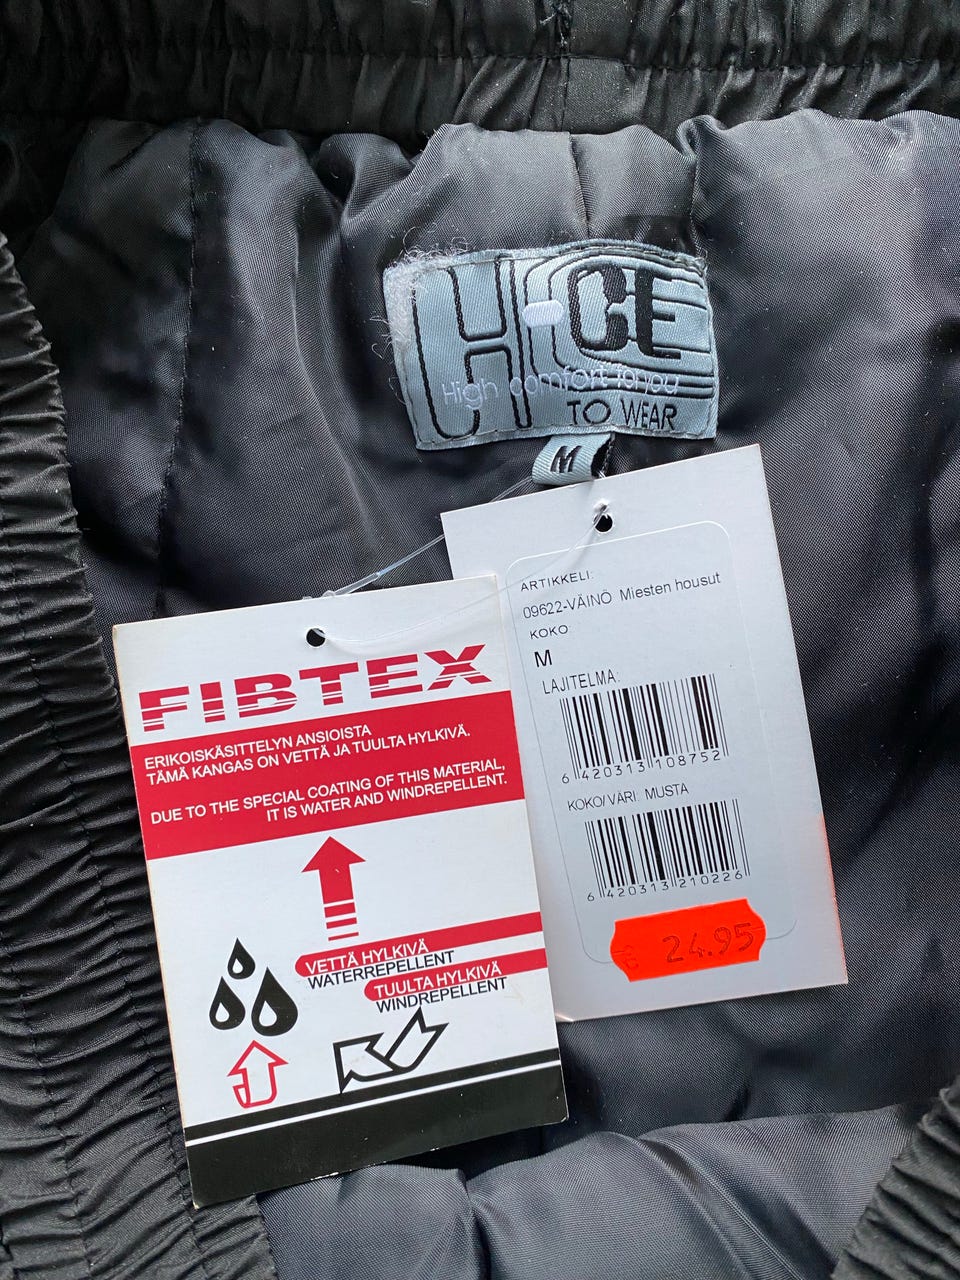 HiCE
High comfort for you
TO WEAR
M
FIBTEX
ERIKOISKÄSITTELYN ANSIOISTA
TÄMÄ KANGAS ON VETTÄ JA TUULTA HYLKIVÄ.
DUE TO THE SPECIAL COATING OF THIS MATERIAL,
IT IS WATER AND WINDREPELLENT.
VETTÄ HYLKIVÄ
WATERREPELLENT
TUULTA HYLKIVÄ
WINDREPELLENT
ARTIKKELI:
09622-VÄINÖ Miesten housut
KOKO:
M
LAJITELMA:
6 420313 108752
KOKO/VÄRI: MUSTA
6 420313 210226
€ 24.95